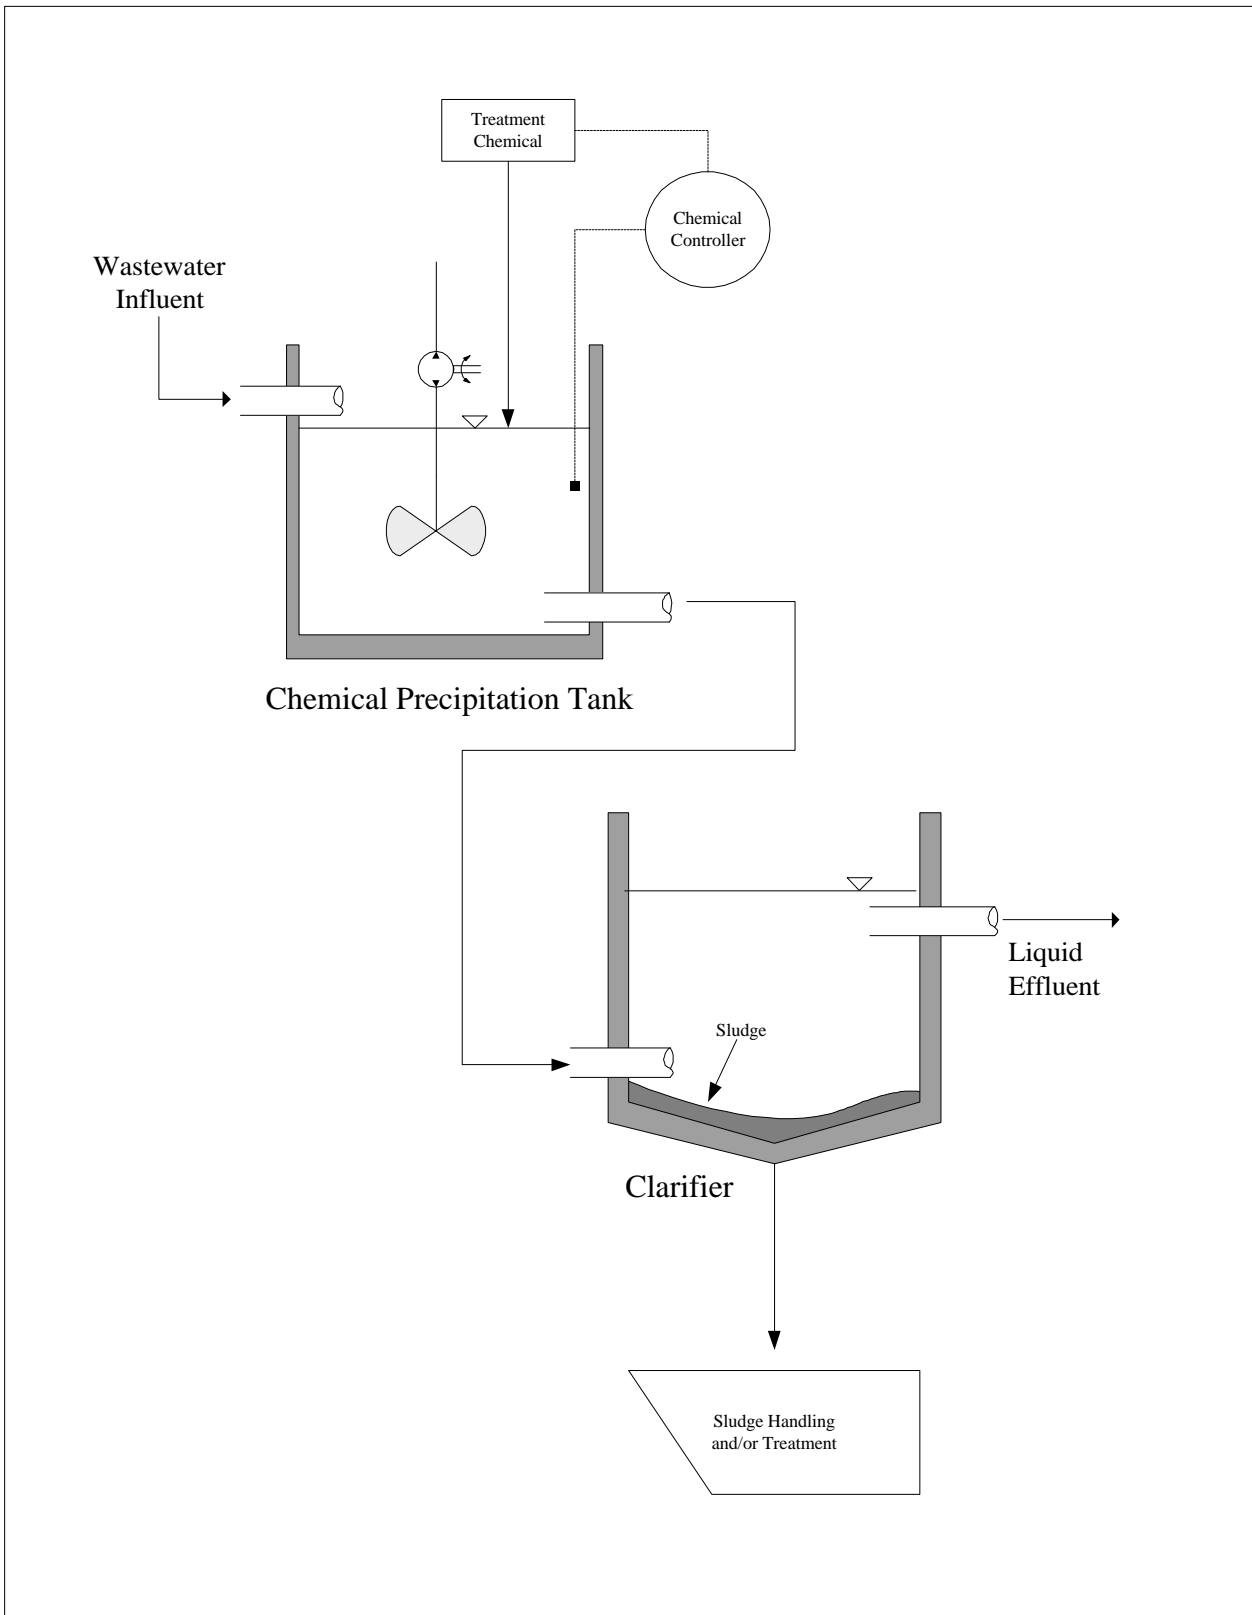 Treatment
Chemical
Chemical
Controller
Wastewater
Influent
Chemical Precipitation Tank
Liquid
Effluent
Sludge
Clarifier
Sludge Handling
and/or Treatment